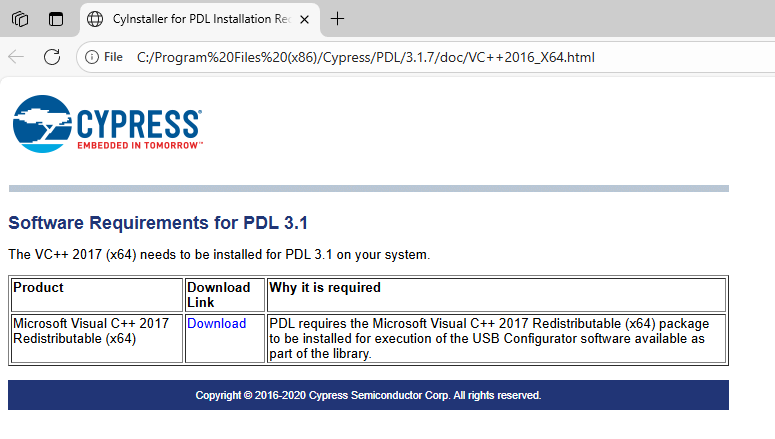 CyInstaller for PDL Installation Re
File C:/Program%20Files%20(x86)/Cypress/PDL/3.1.7/doc/VC++2016_X64.html
CYPRESS®
EMBEDDED IN TOMORROW™
Software Requirements for PDL 3.1
The VC++ 2017 (x64) needs to be installed for PDL 3.1 on your system.
Product
Download
Link
Why it is required
Microsoft Visual C++ 2017
Redistributable (x64)
Download
PDL requires the Microsoft Visual C++ 2017 Redistributable (x64) package
to be installed for execution of the USB Configurator software available as
part of the library.
Copyright © 2016-2020 Cypress Semiconductor Corp. All rights reserved.